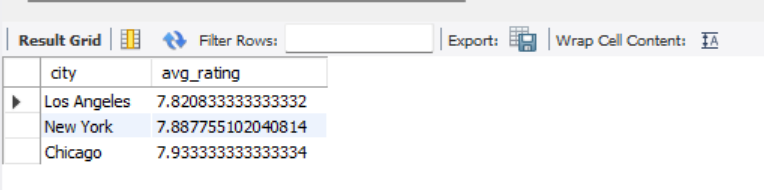 Result Grid Filter Rows: Export: Wrap Cell Content: IA
city avg_rating
Los Angeles 7.820833333333332
New York 7.887755102040814
Chicago 7.933333333333334